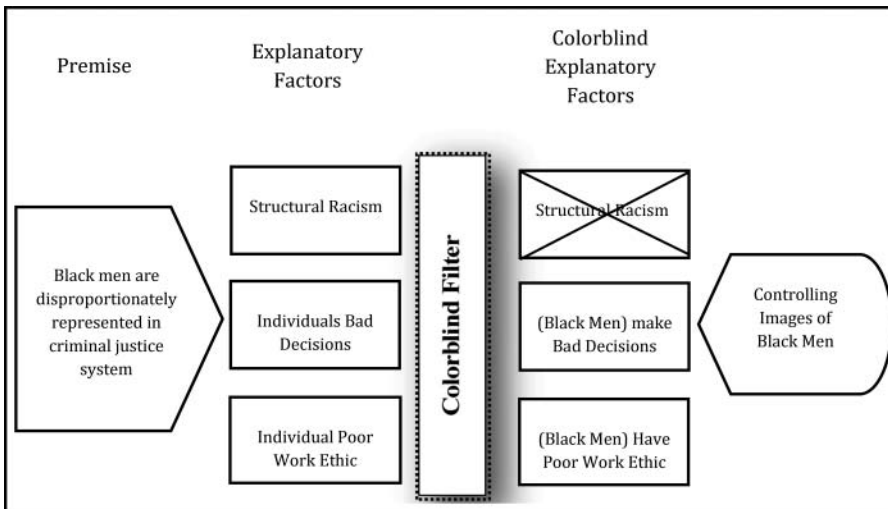 Premise
Explanatory
Factors
Colorblind
Explanatory
Factors
Black men are
disproportionately
represented in
criminal justice
system
Structural Racism
Individuals Bad
Decisions
Individual Poor
Work Ethic
Colorblind Filter
Structural Racism
(Black Men) make
Bad Decisions
(Black Men) Have
Poor Work Ethic
Controlling
Images of
Black Men